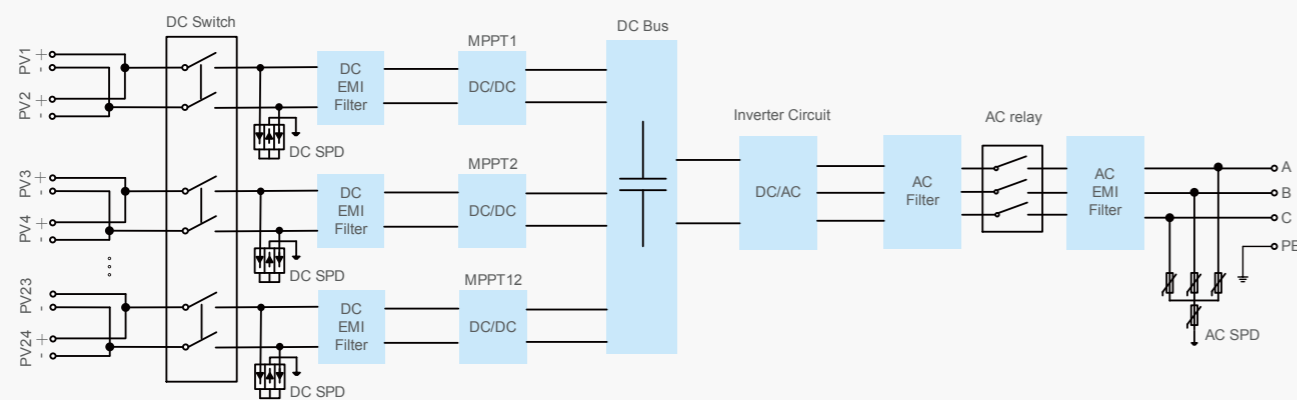 DC Switch
DC Bus
PV1 + -
PV2 + -
MPPT1
DC
EMI
Filter
DC/DC
DC SPD
PV3 + -
PV4 + -
MPPT2
DC
EMI
Filter
DC/DC
DC SPD
PV23 + -
PV24 + -
MPPT12
DC
EMI
Filter
DC/DC
DC SPD
Inverter Circuit
DC/AC
AC
Filter
AC relay
AC
EMI
Filter
A
B
C
PE
AC SPD